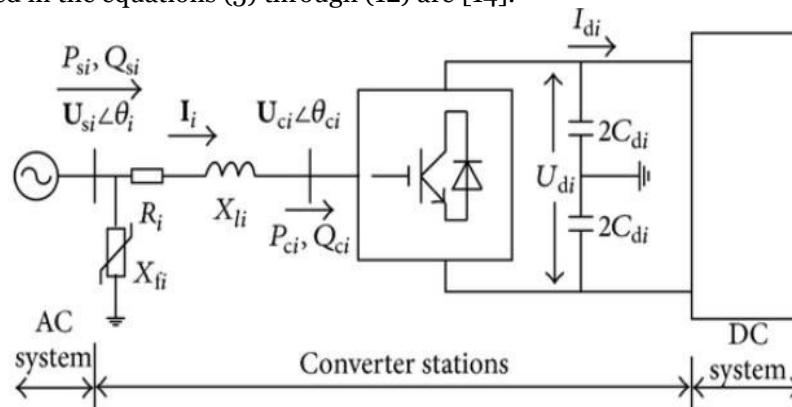 ed in the equations (5) through (12) are [14].
I_di
P_si, Q_si
U_si∠θ_i
I_i
U_ci∠θ_ci
2C_di
U_di
R_i
X_li
P_ci, Q_ci
2C_di
X_fi
AC
system
Converter stations
DC
system